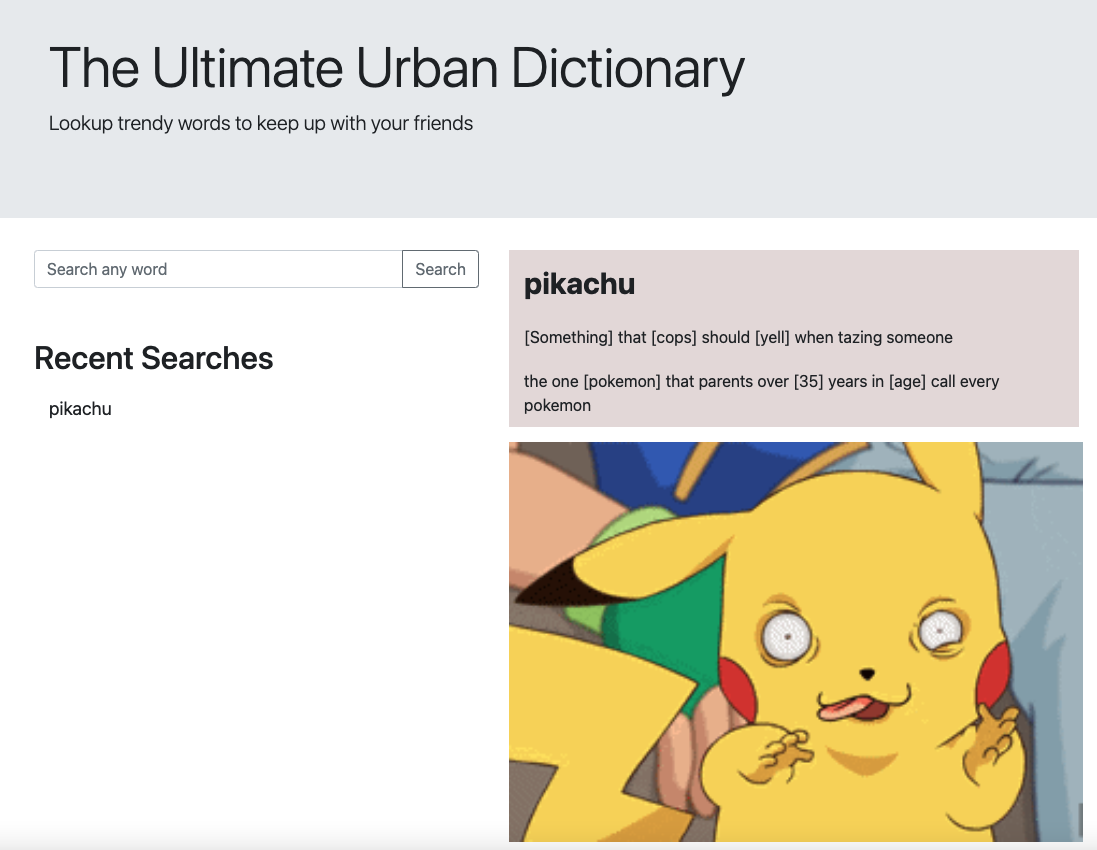 The Ultimate Urban Dictionary
Lookup trendy words to keep up with your friends
Search any word
Search
Recent Searches
pikachu
pikachu
[Something] that [cops] should [yell] when tazing someone
the one [pokemon] that parents over [35] years in [age] call every
pokemon